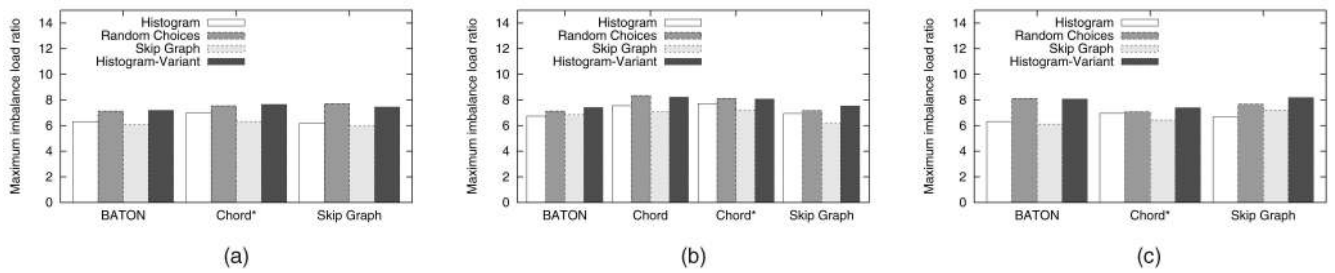 Maximum imbalance load ratio
14
12
10
8
6
4
2
0
Histogram
Random Choices
Skip Graph
Histogram-Variant
BATON Chord* Skip Graph
(a)
Maximum imbalance load ratio
14
12
10
8
6
4
2
0
Histogram
Random Choices
Skip Graph
Histogram-Variant
BATON Chord Chord* Skip Graph
(b)
Maximum imbalance load ratio
14
12
10
8
6
4
2
0
Histogram
Random Choices
Skip Graph
Histogram-Variant
BATON Chord* Skip Graph
(c)